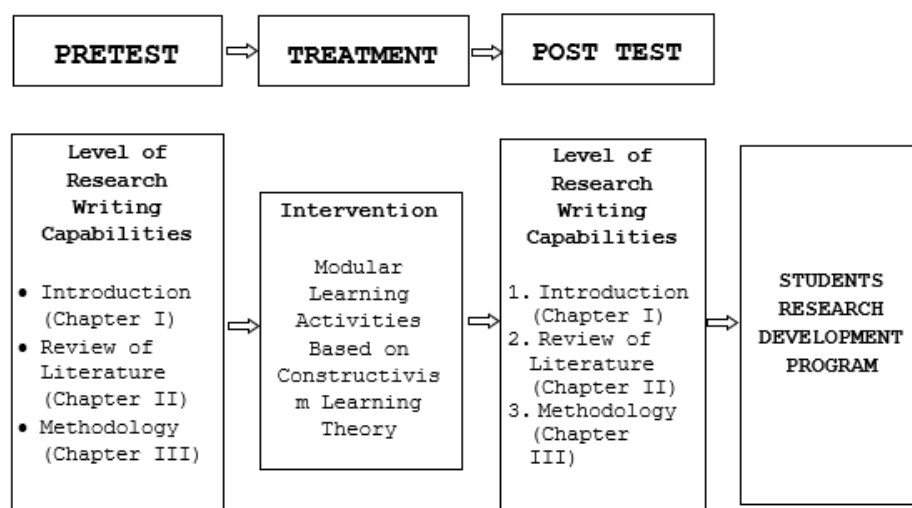 PRETEST
TREATMENT
POST TEST
Level of
Research
Writing
Capabilities
• Introduction
(Chapter I)
• Review of
Literature
(Chapter II)
• Methodology
(Chapter III)
Intervention
Modular
Learning
Activities
Based on
Constructivis
m Learning
Theory
Level of
Research
Writing
Capabilities
1. Introduction
(Chapter I)
2. Review of
Literature
(Chapter II)
3. Methodology
(Chapter
III)
STUDENTS
RESEARCH
DEVELOPMENT
PROGRAM